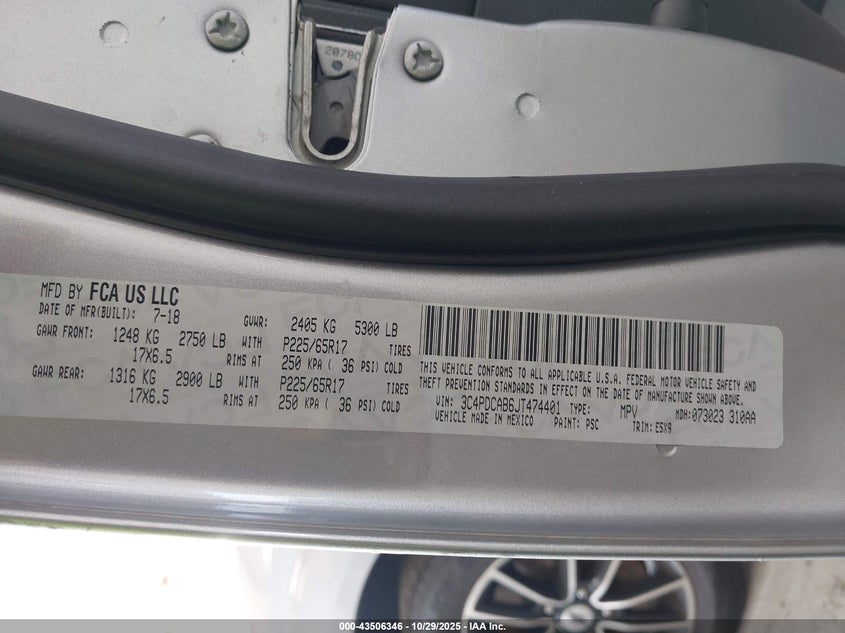 2878C
MFD BY FCA US LLC
DATE OF MFR(BUILT): 7-18 GVWR: 2405 KG 5300 LB
GAWR FRONT: 1248 KG 2750 LB WITH P225/65R17 TIRES
17X6.5 RIMS AT 250 KPA ( 36 PSI) COLD
GAWR REAR: 1316 KG 2900 LB WITH P225/65R17 TIRES
17X6.5 RIMS AT 250 KPA ( 36 PSI) COLD
THIS VEHICLE CONFORMS TO ALL APPLICABLE U.S.A. FEDERAL MOTOR VEHICLE SAFETY AND
THEFT PREVENTION STANDARDS IN EFFECT ON THE DATE OF MANUFACTURE SHOWN ABOVE.
VIN: 3C4PDCAB6JT474401 TYPE: MPV MDH: 073023 310AA
VEHICLE MADE IN MEXICO PAINT: PSC TRIM: E5X9
000-43506346 - 10/29/2025 - IAA Inc.